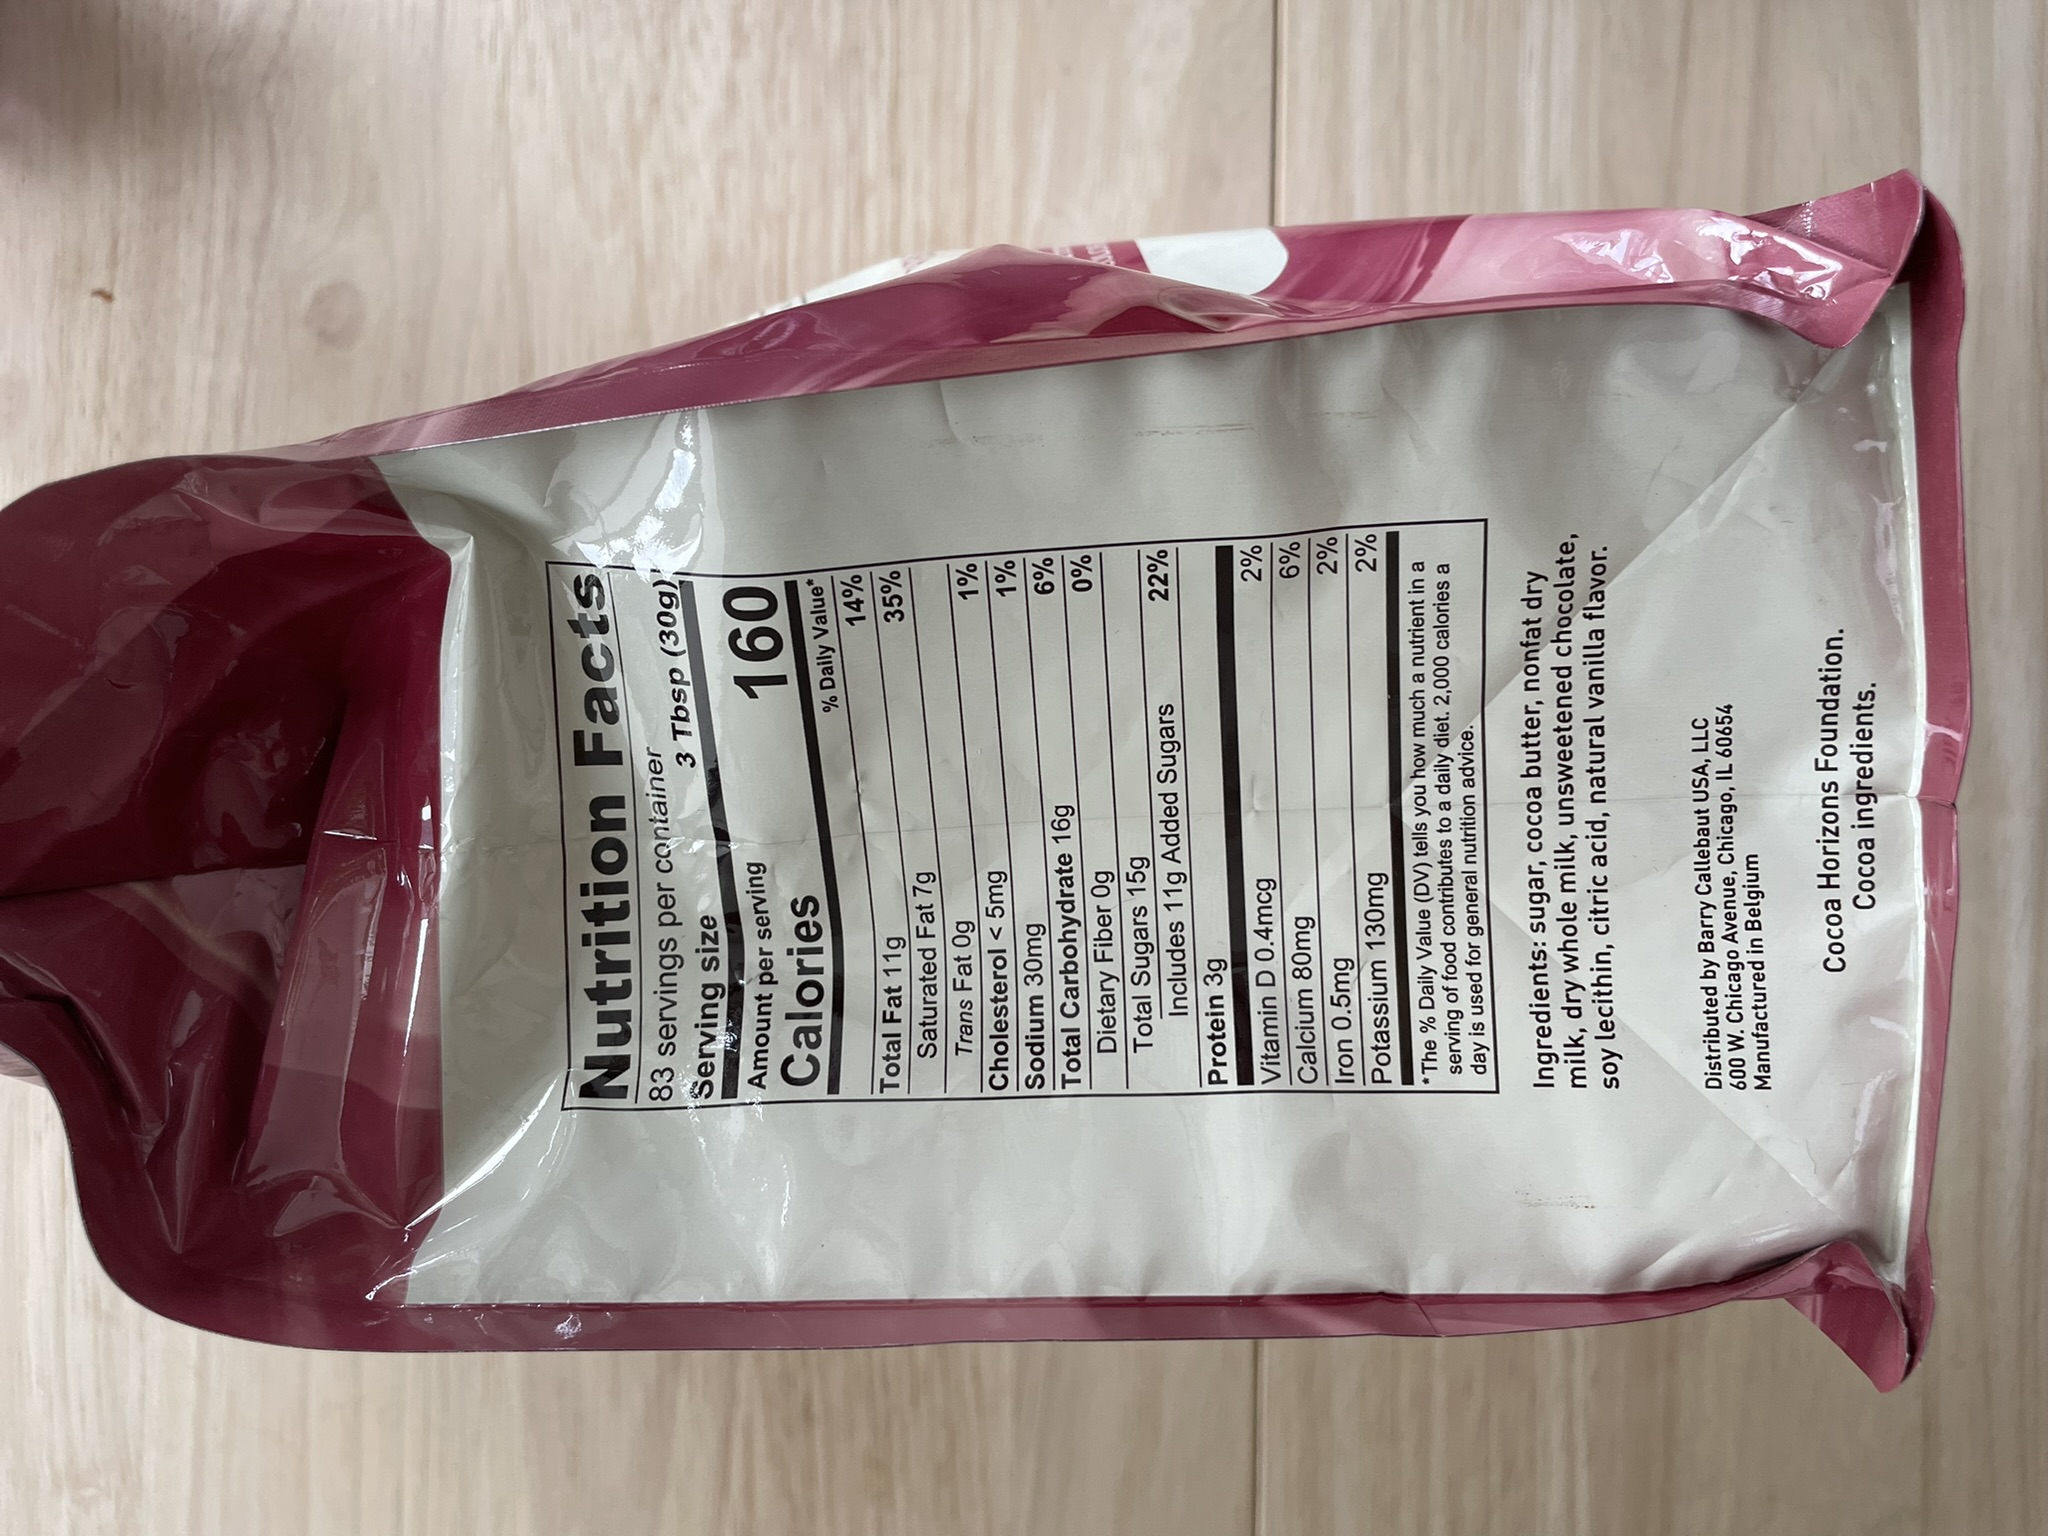 Nutrition Facts
83 servings per container
Serving size 3 Tbsp (30g)
Amount per serving
Calories 160
% Daily Value*
Total Fat 11g 14%
Saturated Fat 7g 35%
Trans Fat 0g
Cholesterol < 5mg 1%
Sodium 30mg 1%
Total Carbohydrate 16g 6%
Dietary Fiber 0g 0%
Total Sugars 15g
Includes 11g Added Sugars 22%
Protein 3g
Vitamin D 0.4mcg 2%
Calcium 80mg 6%
Iron 0.5mg 2%
Potassium 130mg 2%
*The % Daily Value (DV) tells you how much a nutrient in a
serving of food contributes to a daily diet. 2,000 calories a
day is used for general nutrition advice.
Ingredients: sugar, cocoa butter, nonfat dry
milk, dry whole milk, unsweetened chocolate,
soy lecithin, citric acid, natural vanilla flavor.
Distributed by Barry Callebaut USA, LLC
600 W. Chicago Avenue, Chicago, IL 60654
Manufactured in Belgium
Cocoa Horizons Foundation.
Cocoa ingredients.